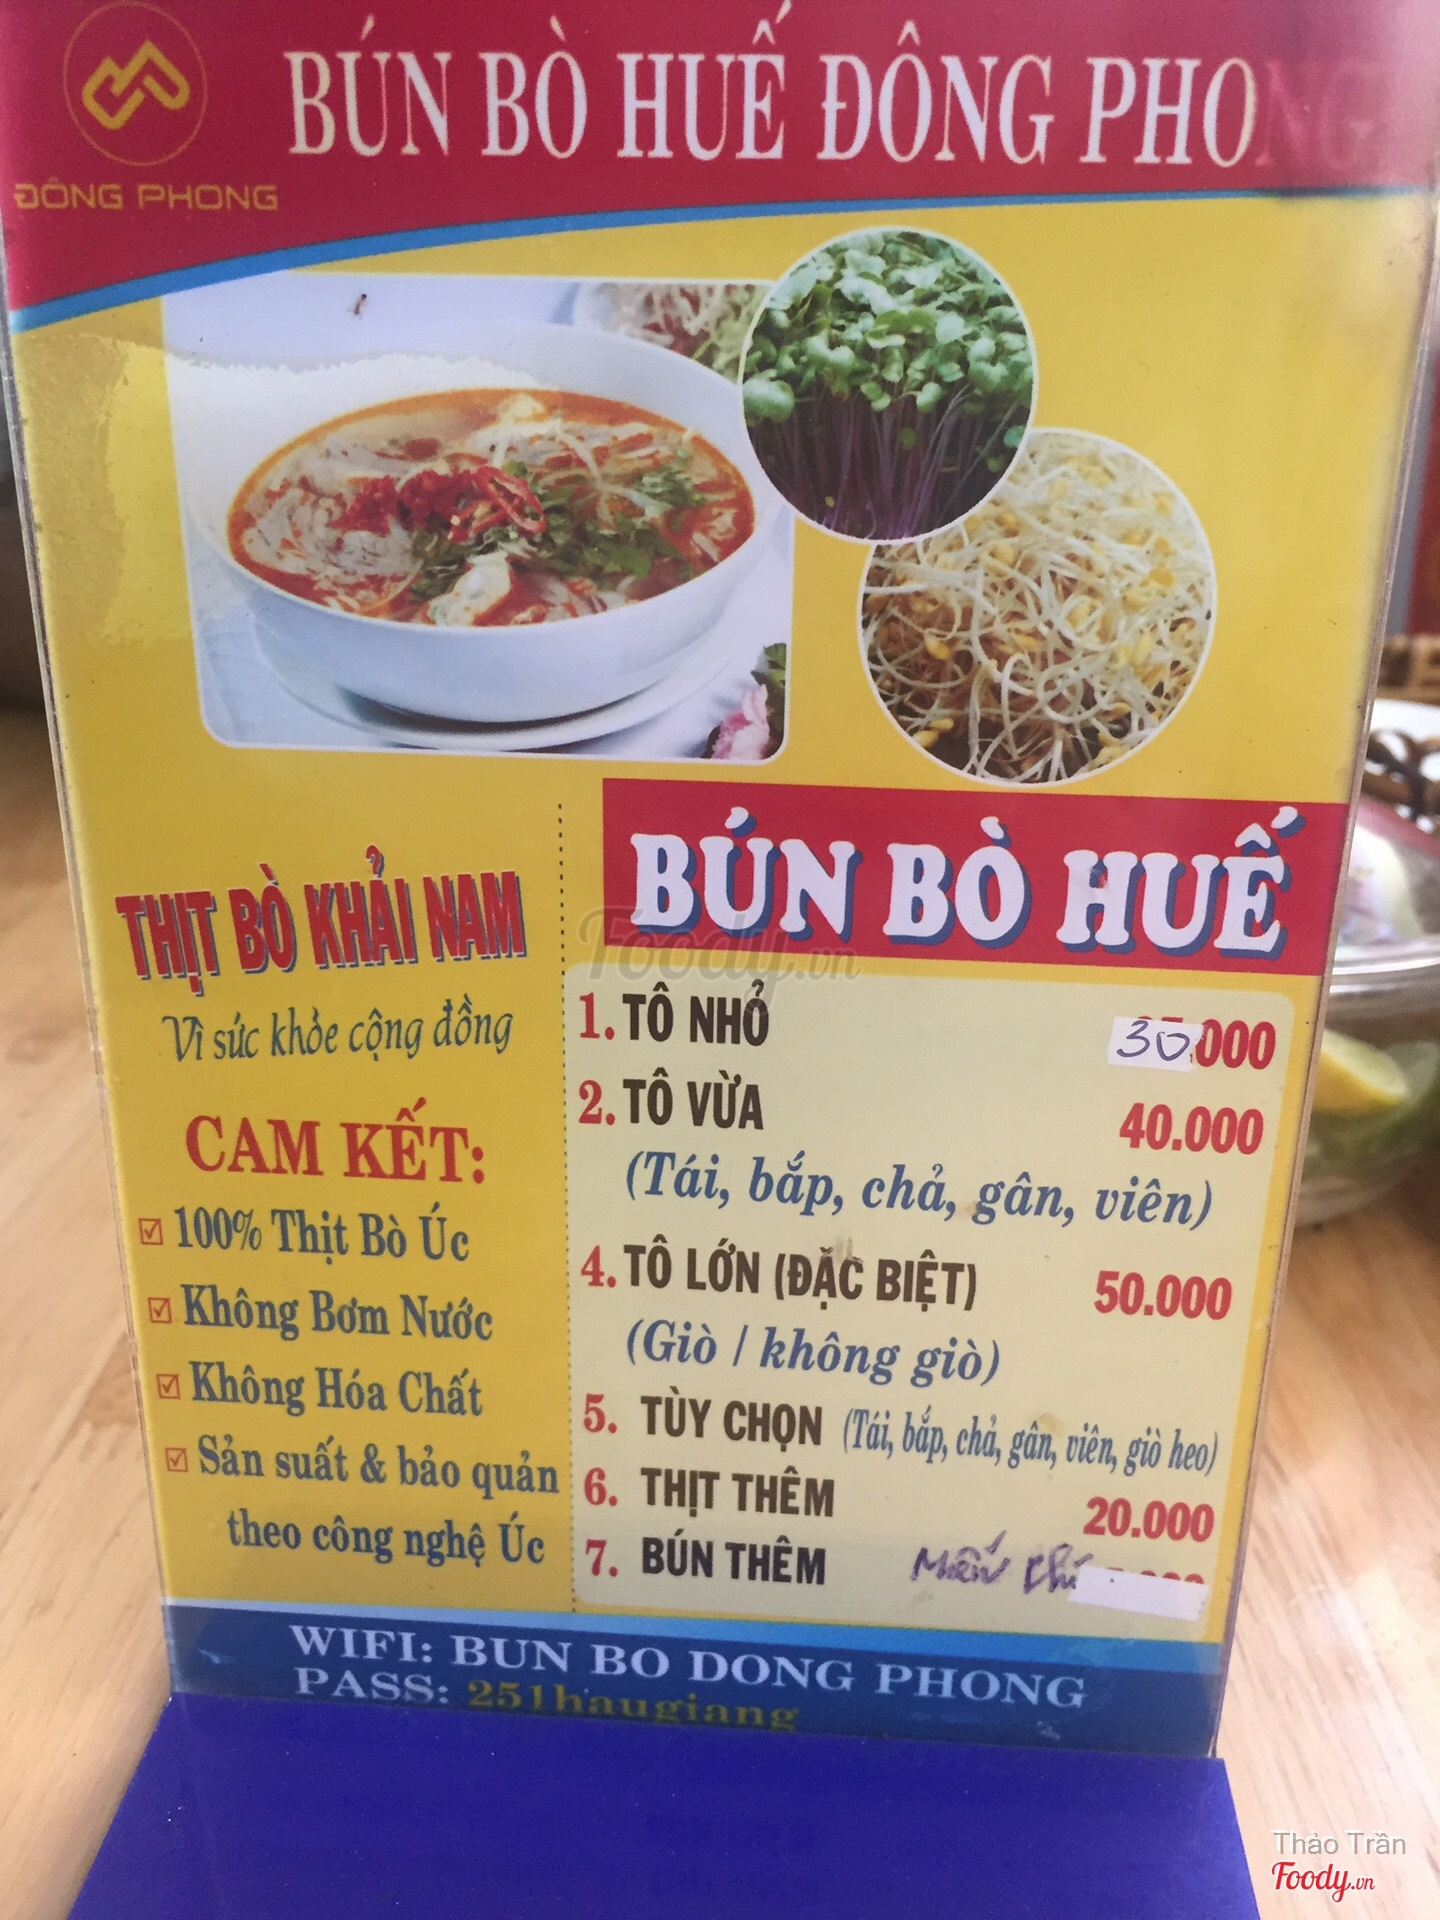 BÚN BÒ HUẾ ĐÔNG PHONG
ĐÔNG PHONG
BÚN BÒ HUẾ
THỊT BÒ KHẢI NAM
Vì sức khỏe cộng đồng
CAM KẾT:
100% Thịt Bò Úc
Không Bơm Nước
Không Hóa Chất
Sản suất & bảo quản
theo công nghệ Úc
Foody.vn
1. TÔ NHỎ 30.000
2. TÔ VỪA 40.000
(Tái, bắp, chả, gân, viên)
4. TÔ LỚN (ĐẶC BIỆT) 50.000
(Giò / không giò)
5. TÙY CHỌN (Tái, bắp, chả, gân, viên, giò heo)
6. THỊT THÊM 20.000
7. BÚN THÊM Miễn
WIFI: BUN BO DONG PHONG
PASS: 251haugiang
Thảo Trần
Foody.vn